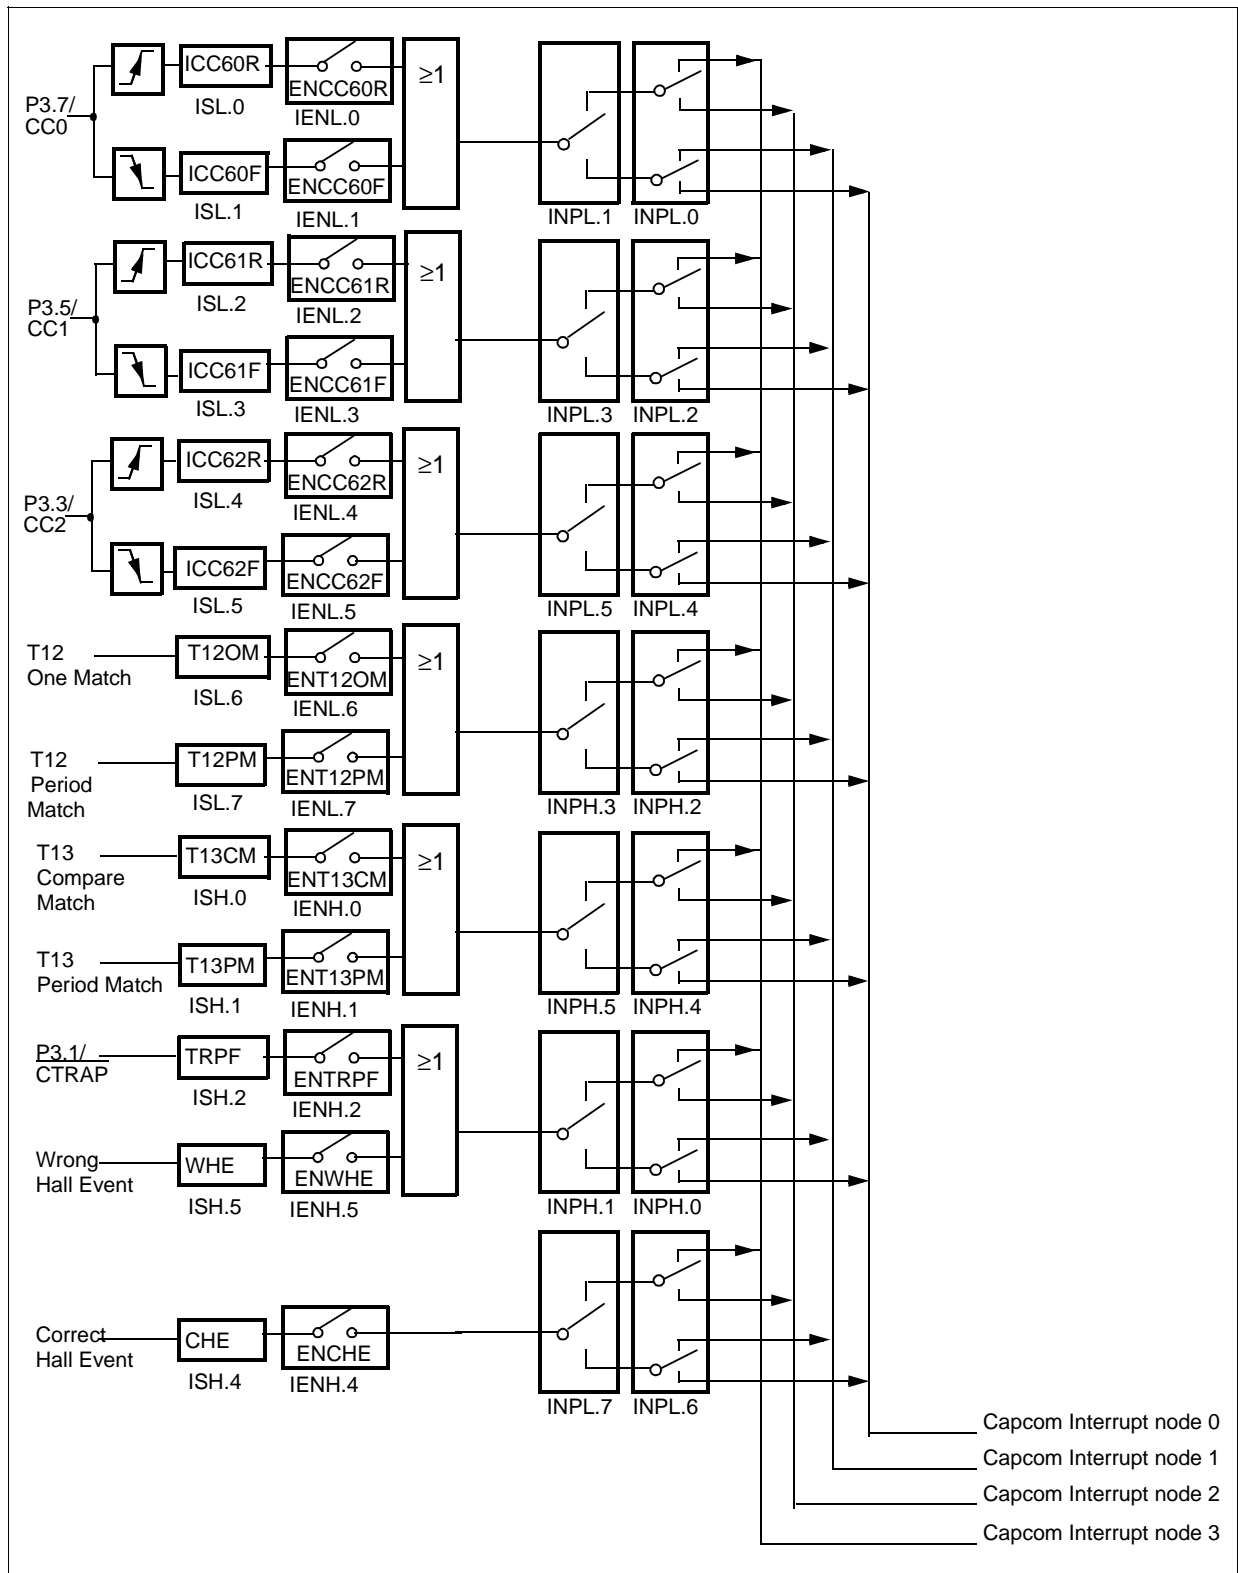 ICC60R
ENCC60R
≥1
ISL.0
IENL.0
P3.7/
CC0
ICC60F
ENCC60F
ISL.1
IENL.1
INPL.1
INPL.0
ICC61R
ENCC61R
≥1
ISL.2
IENL.2
P3.5/
CC1
ICC61F
ENCC61F
ISL.3
IENL.3
INPL.3
INPL.2
ICC62R
ENCC62R
≥1
ISL.4
IENL.4
P3.3/
CC2
ICC62F
ENCC62F
ISL.5
IENL.5
INPL.5
INPL.4
T12
One Match
T12OM
ENT12OM
≥1
ISL.6
IENL.6
T12
Period
Match
T12PM
ENT12PM
ISL.7
IENL.7
INPH.3
INPH.2
T13
Compare
Match
T13CM
ENT13CM
≥1
ISH.0
IENH.0
T13
Period Match
T13PM
ENT13PM
ISH.1
IENH.1
INPH.5
INPH.4
P3.1/
CTRAP
TRPF
ENTRPF
≥1
ISH.2
IENH.2
Wrong
Hall Event
WHE
ENWHE
ISH.5
IENH.5
INPH.1
INPH.0
Correct
Hall Event
CHE
ENCHE
ISH.4
IENH.4
INPL.7
INPL.6
Capcom Interrupt node 0
Capcom Interrupt node 1
Capcom Interrupt node 2
Capcom Interrupt node 3